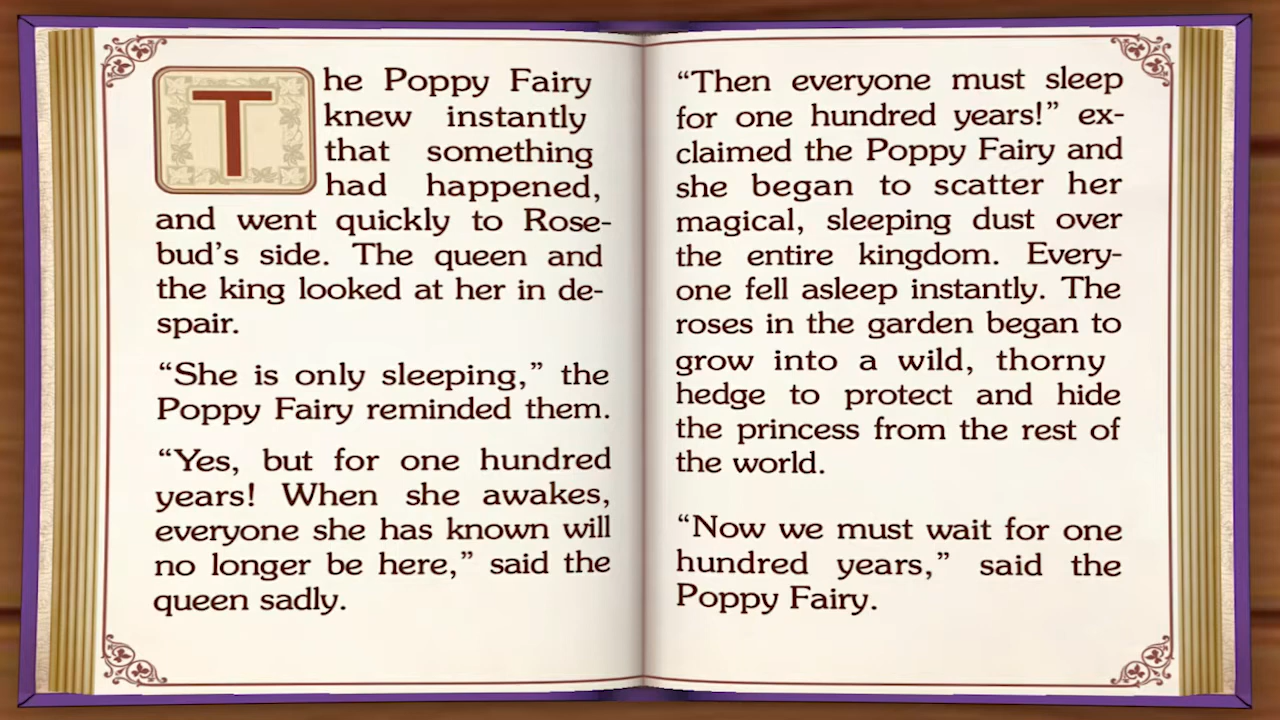 The Poppy Fairy
knew instantly
that something
had happened,
and went quickly to Rose-
bud’s side. The queen and
the king looked at her in de-
spair.
“She is only sleeping,” the
Poppy Fairy reminded them.
“Yes, but for one hundred
years! When she awakes,
everyone she has known will
no longer be here,” said the
queen sadly.
“Then everyone must sleep
for one hundred years!” ex-
claimed the Poppy Fairy and
she began to scatter her
magical, sleeping dust over
the entire kingdom. Every-
one fell asleep instantly. The
roses in the garden began to
grow into a wild, thorny
hedge to protect and hide
the princess from the rest of
the world.
“Now we must wait for one
hundred years,” said the
Poppy Fairy.